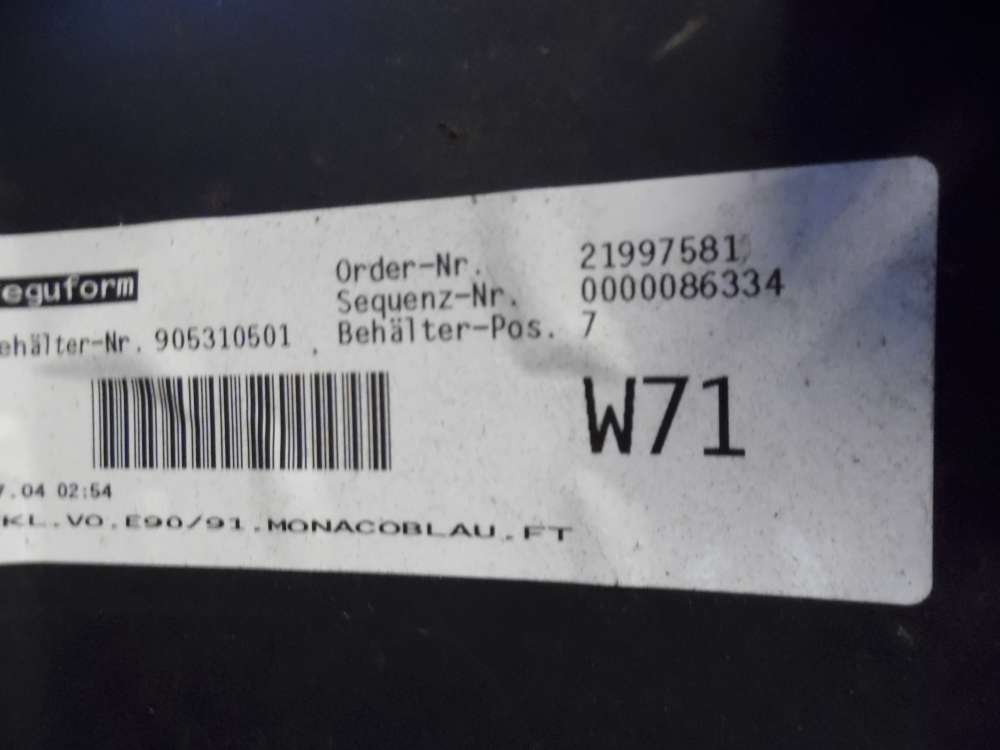 eguform
Order-Nr. 21997581
Sequenz-Nr. 0000086334
ehälter-Nr. 905310501 Behälter-Pos. 7
W71
7.04 02:54
KL.VO.E90/91.MONACOBLAU.FT